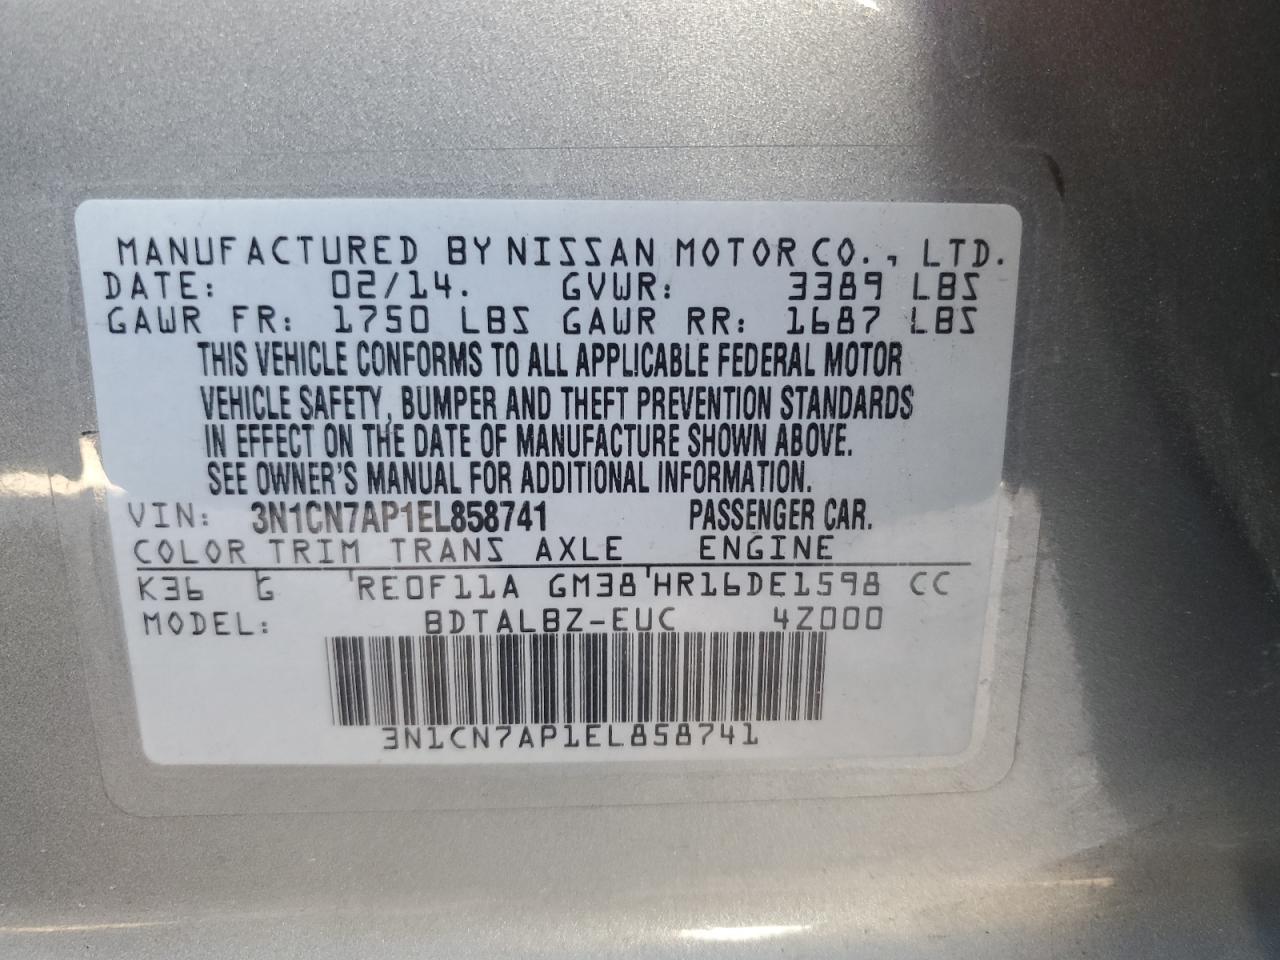 MANUFACTURED BY NISSAN MOTOR CO., LTD.
DATE: 02/14. GVWR: 3389 LBS
GAWR FR: 1750 LBS GAWR RR: 1687 LBS
THIS VEHICLE CONFORMS TO ALL APPLICABLE FEDERAL MOTOR
VEHICLE SAFETY, BUMPER AND THEFT PREVENTION STANDARDS
IN EFFECT ON THE DATE OF MANUFACTURE SHOWN ABOVE.
SEE OWNER'S MANUAL FOR ADDITIONAL INFORMATION.
VIN: 3N1CN7AP1EL858741 PASSENGER CAR.
COLOR TRIM TRANS AXLE ENGINE
K36 G RE0F11A GM38 HR16DE1598 CC
MODEL: BDTALBZ-EUC 4Z000
3N1CN7AP1EL858741